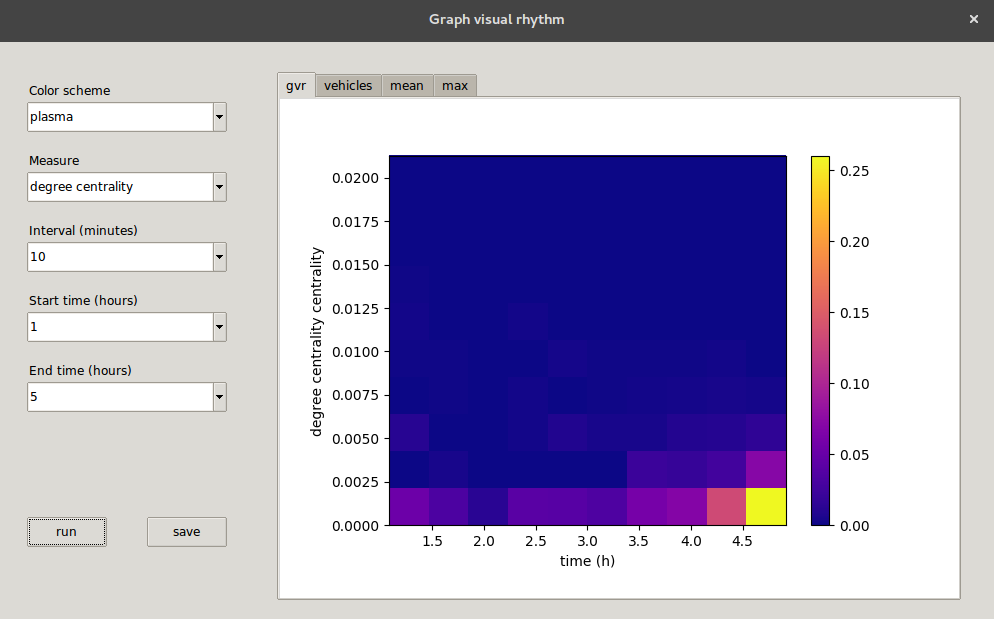 Graph visual rhythm
×
Color scheme
plasma
Measure
degree centrality
Interval (minutes)
10
Start time (hours)
1
End time (hours)
5
run
save
gvr
vehicles
mean
max
degree centrality centrality
0.0200
0.0175
0.0150
0.0125
0.0100
0.0075
0.0050
0.0025
0.0000
1.5 2.0 2.5 3.0 3.5 4.0 4.5
time (h)
0.25
0.20
0.15
0.10
0.05
0.00